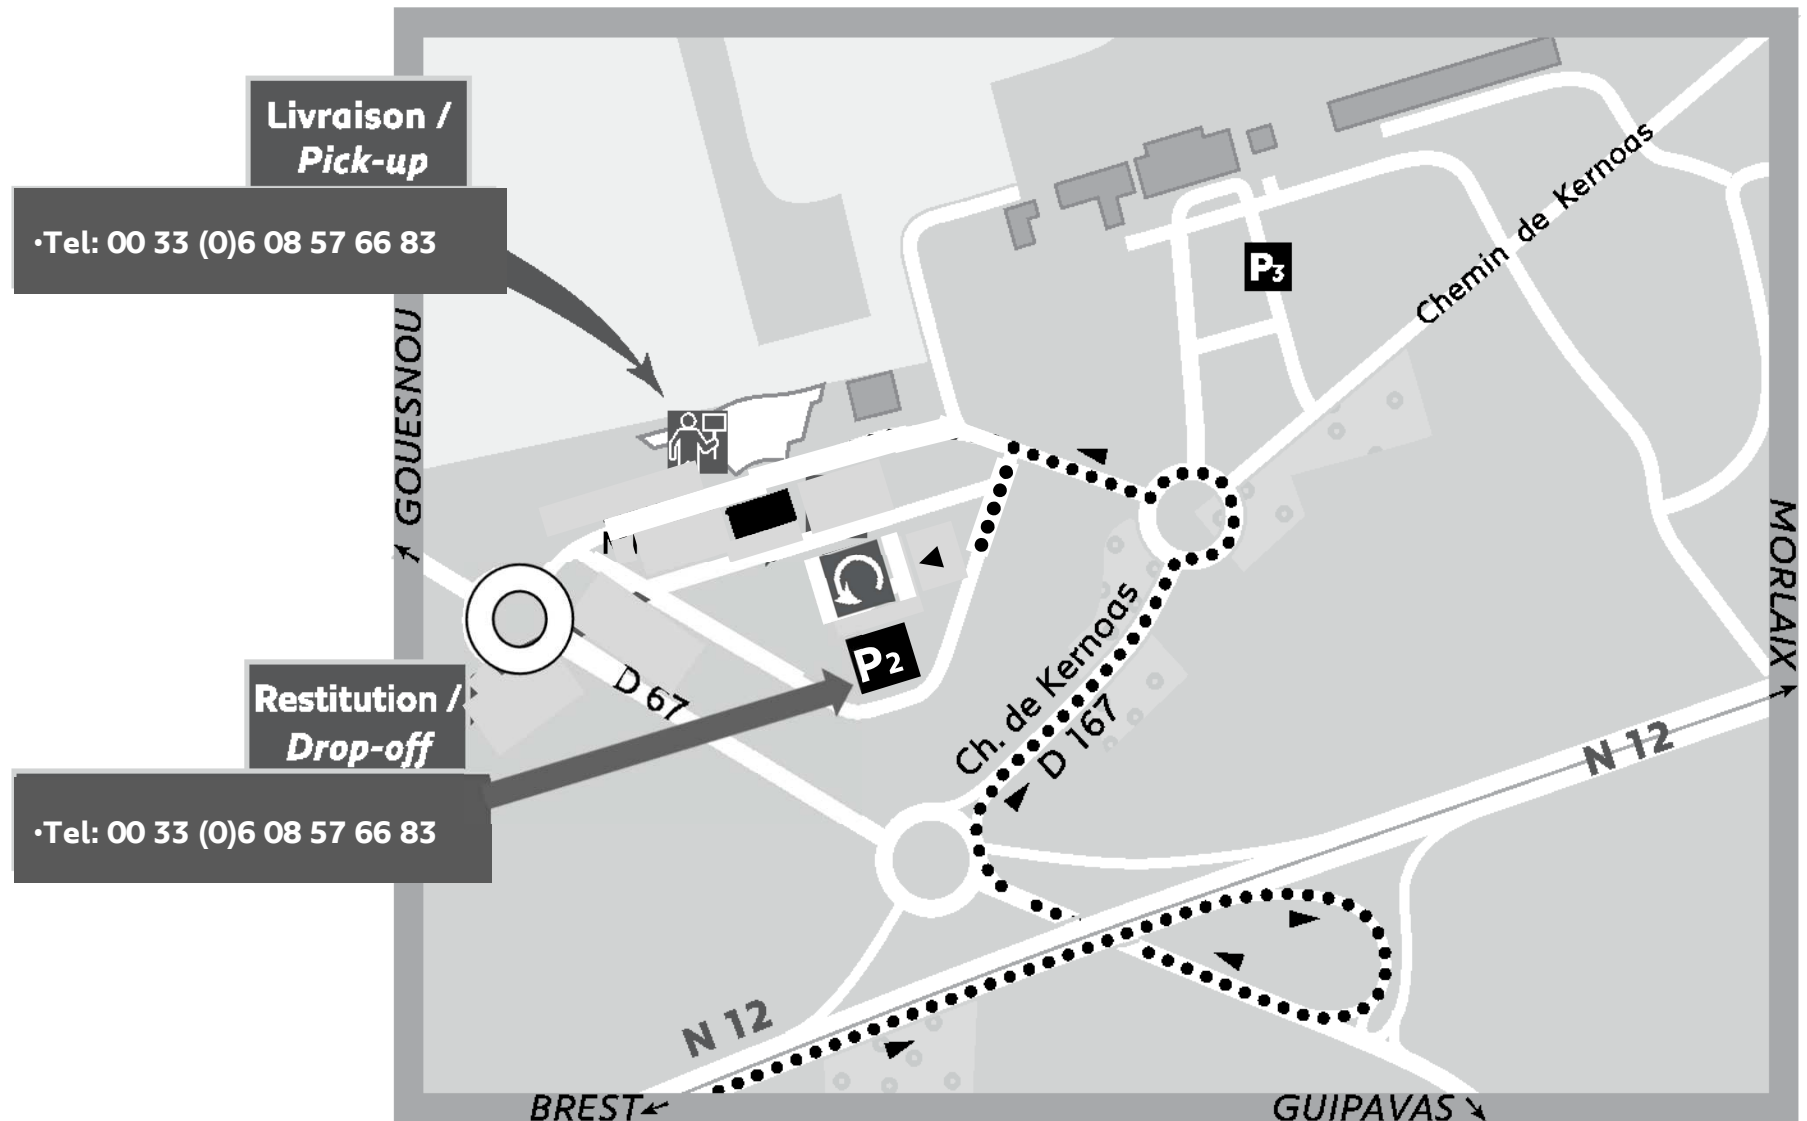 Livraison /
Pick-up
•Tel: 00 33 (0)6 08 57 66 83
GOUESNOU
Restitution /
Drop-off
•Tel: 00 33 (0)6 08 57 66 83
Chemin de Kernoas
P3
P2
D 67
Ch. de Kernoas
D 167
MORLAIX
N 12
N 12
BREST
GUIPAVAS